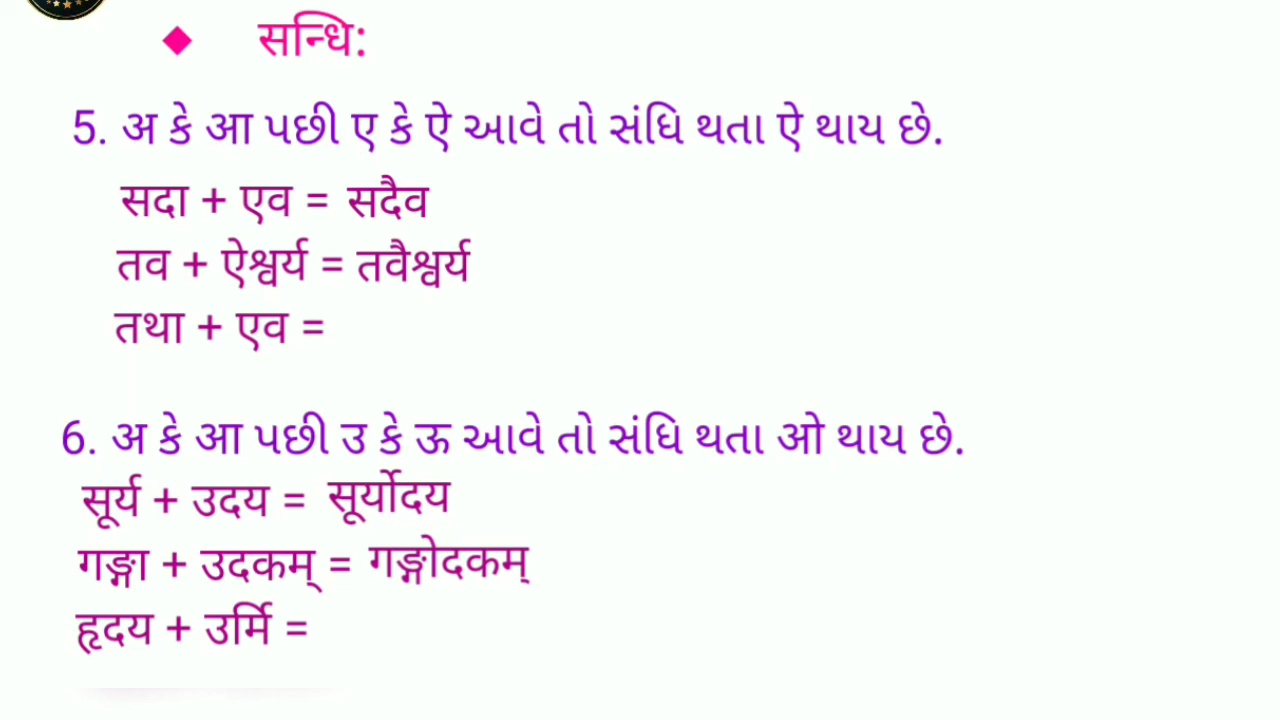 ◆ सन्धि:
5. अ કે आ પછી ए કે ऐ આવે તો સંધિ થતા ऐ થાય છે.
सदा + एव = सदैव
तव + ऐश्वर्य = तवैश्वर्य
तथा + एव =
6. अ કે आ પછી उ કે ऊ આવે તો સંધિ થતા ओ થાય છે.
सूर्य + उदय = सूर्योदय
गङ्गा + उदकम् = गङ्गोदकम्
हृदय + उर्मि =